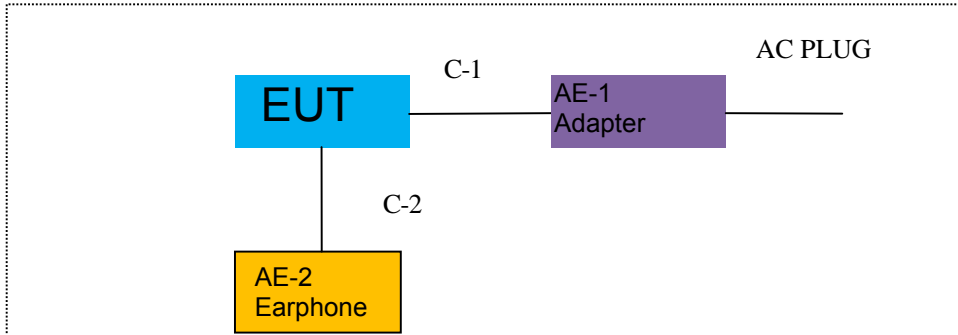 AC PLUG
C-1
EUT
AE-1
Adapter
C-2
AE-2
Earphone